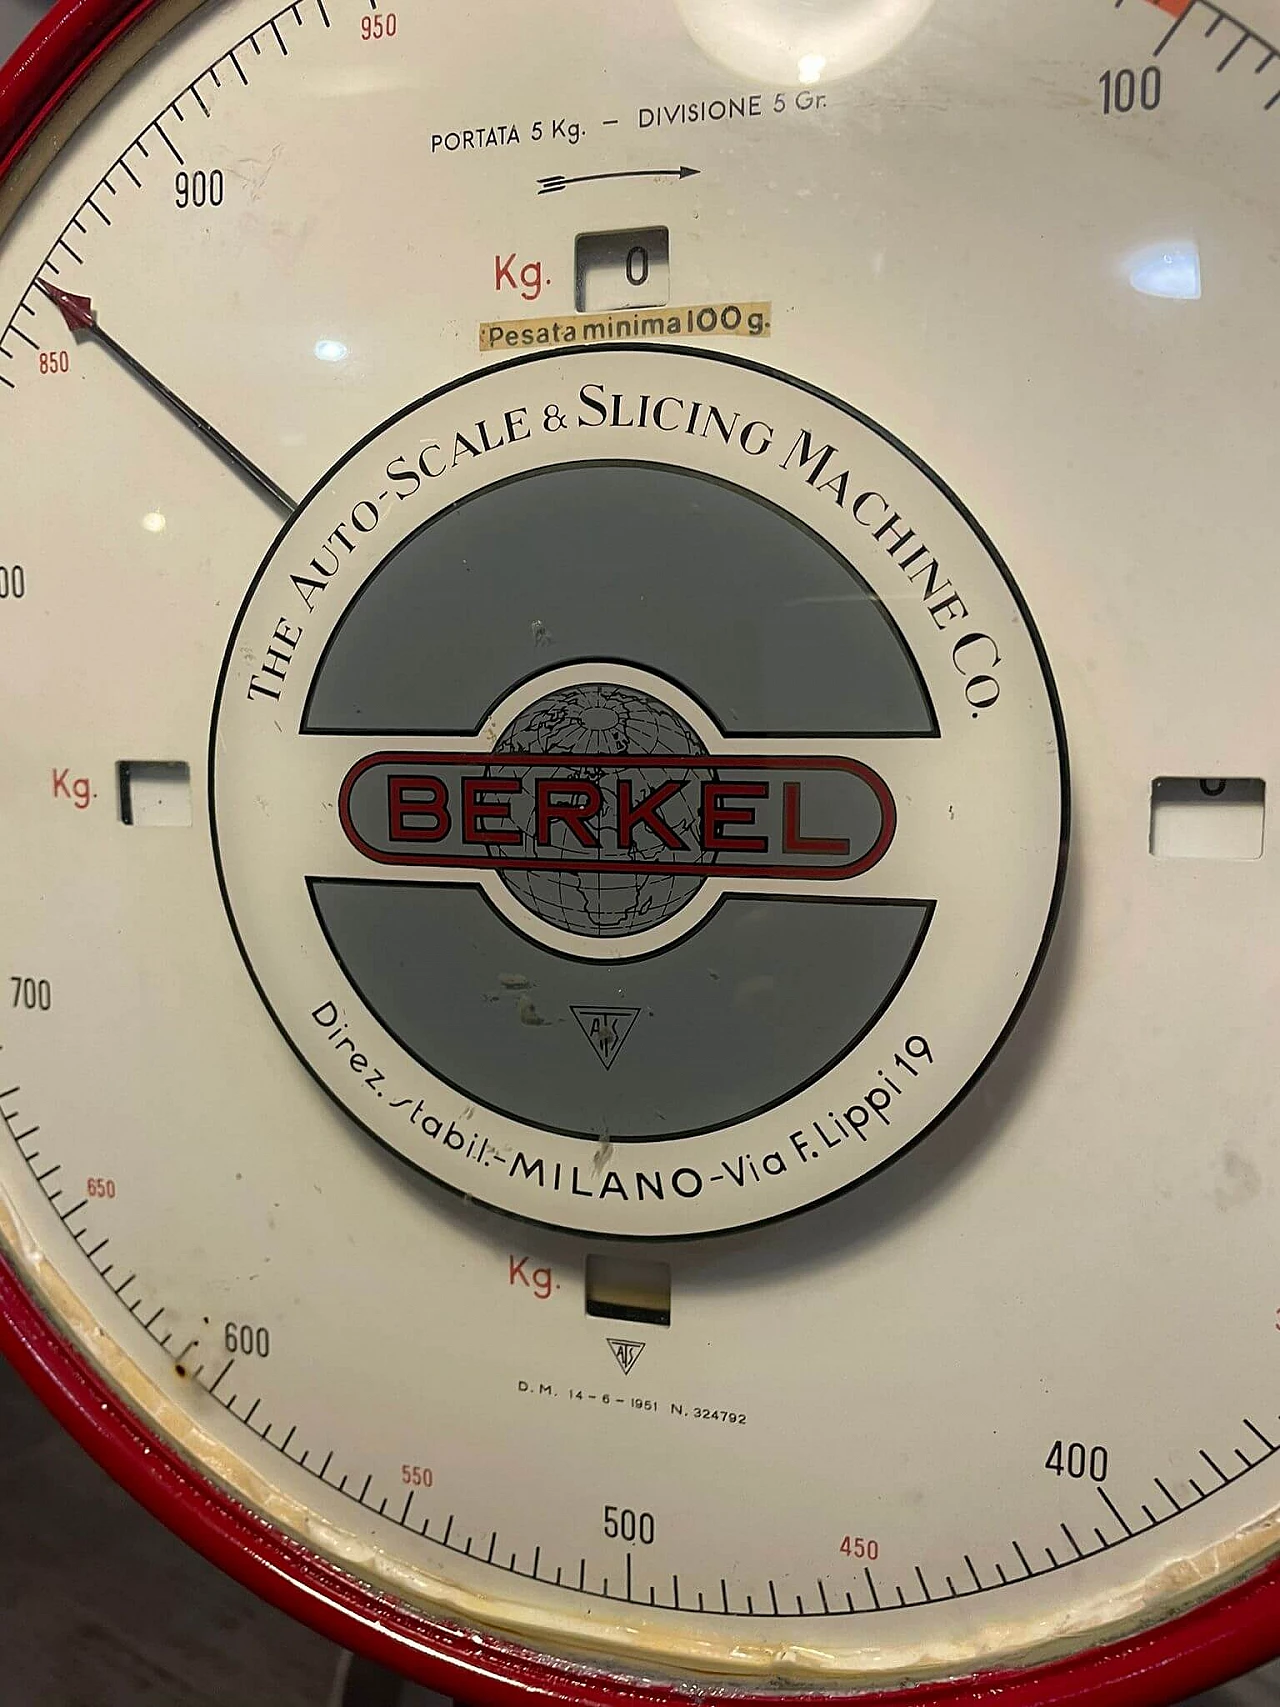 950
100
PORTATA 5 Kg. — DIVISIONE 5 Gr.
900
Kg. 0
Pesata minima 100 g.
850
THE AUTO-SCALE & SLICING MACHINE CO.
BERKEL
Kg.
700
ATS
Direz. stabil.-MILANO-Via F. Lippi 19
650
Kg.
600
ATS
D. M. 14-6-1951 N. 324792
550
500
450
400